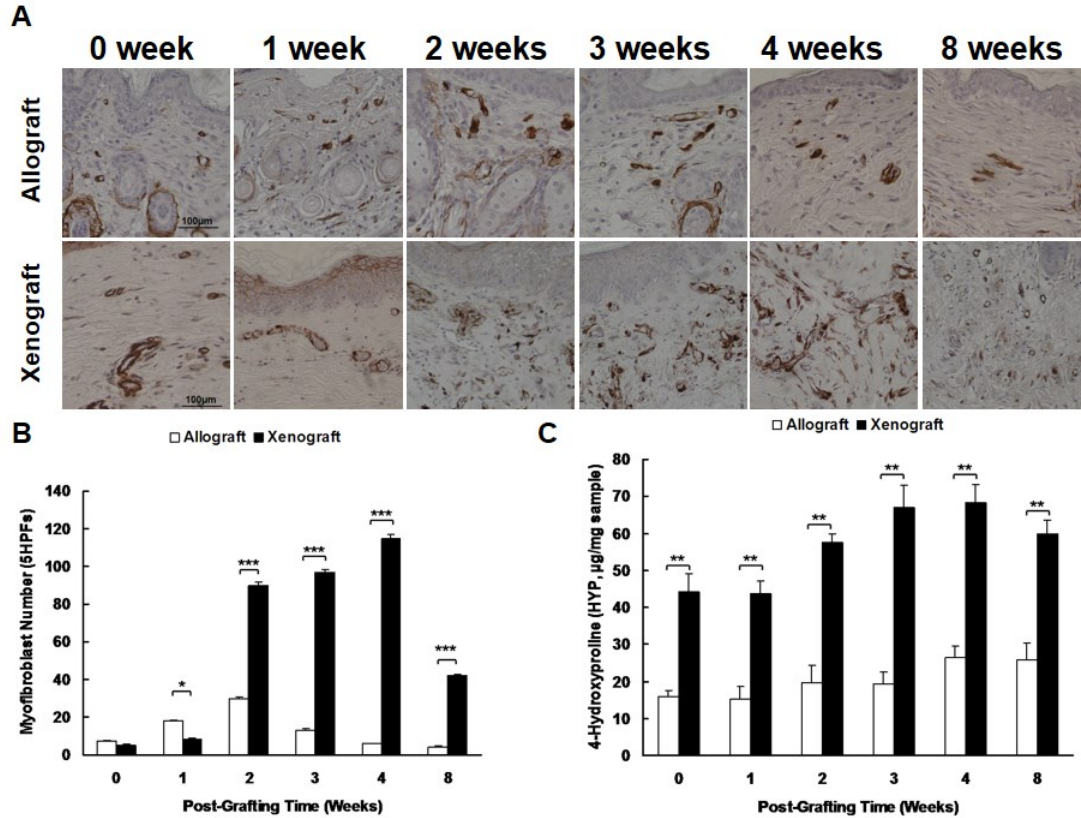 A
0 week 1 week 2 weeks 3 weeks 4 weeks 8 weeks
Allograft
100μm
Xenograft
100μm
B
Allograft Xenograft
Myofibroblast Number (5HPFs)
140
120
100
80
60
40
20
0
*
***
***
***
***
0 1 2 3 4 8
Post-Grafting Time (Weeks)
C
Allograft Xenograft
4-Hydroxyproline (HYP, μg/mg sample)
80
70
60
50
40
30
20
10
0
**
**
**
**
**
**
0 1 2 3 4 8
Post-Grafting Time (Weeks)